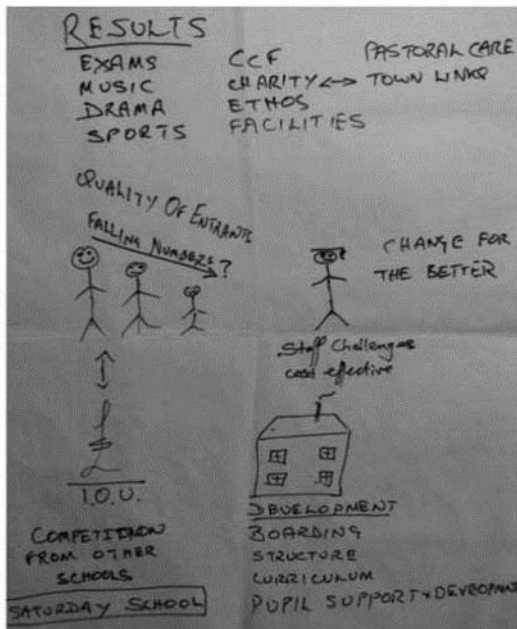 RESULTS
EXAMS
MUSIC
DRAMA
SPORTS
CCF
CHARITY ↔ TOWN LINKS
ETHOS
FACILITIES
PASTORAL CARE
QUALITY OF ENTRANTS
FALLING NUMBERS?
CHANGE FOR
THE BETTER
Staff Challenges
cost effective
£
I.O.U.
COMPETITION
FROM OTHER
SCHOOLS
SATURDAY SCHOOL
DEVELOPMENT
BOARDING
STRUCTURE
CURRICULUM
PUPIL SUPPORT + DEVELOPMENT